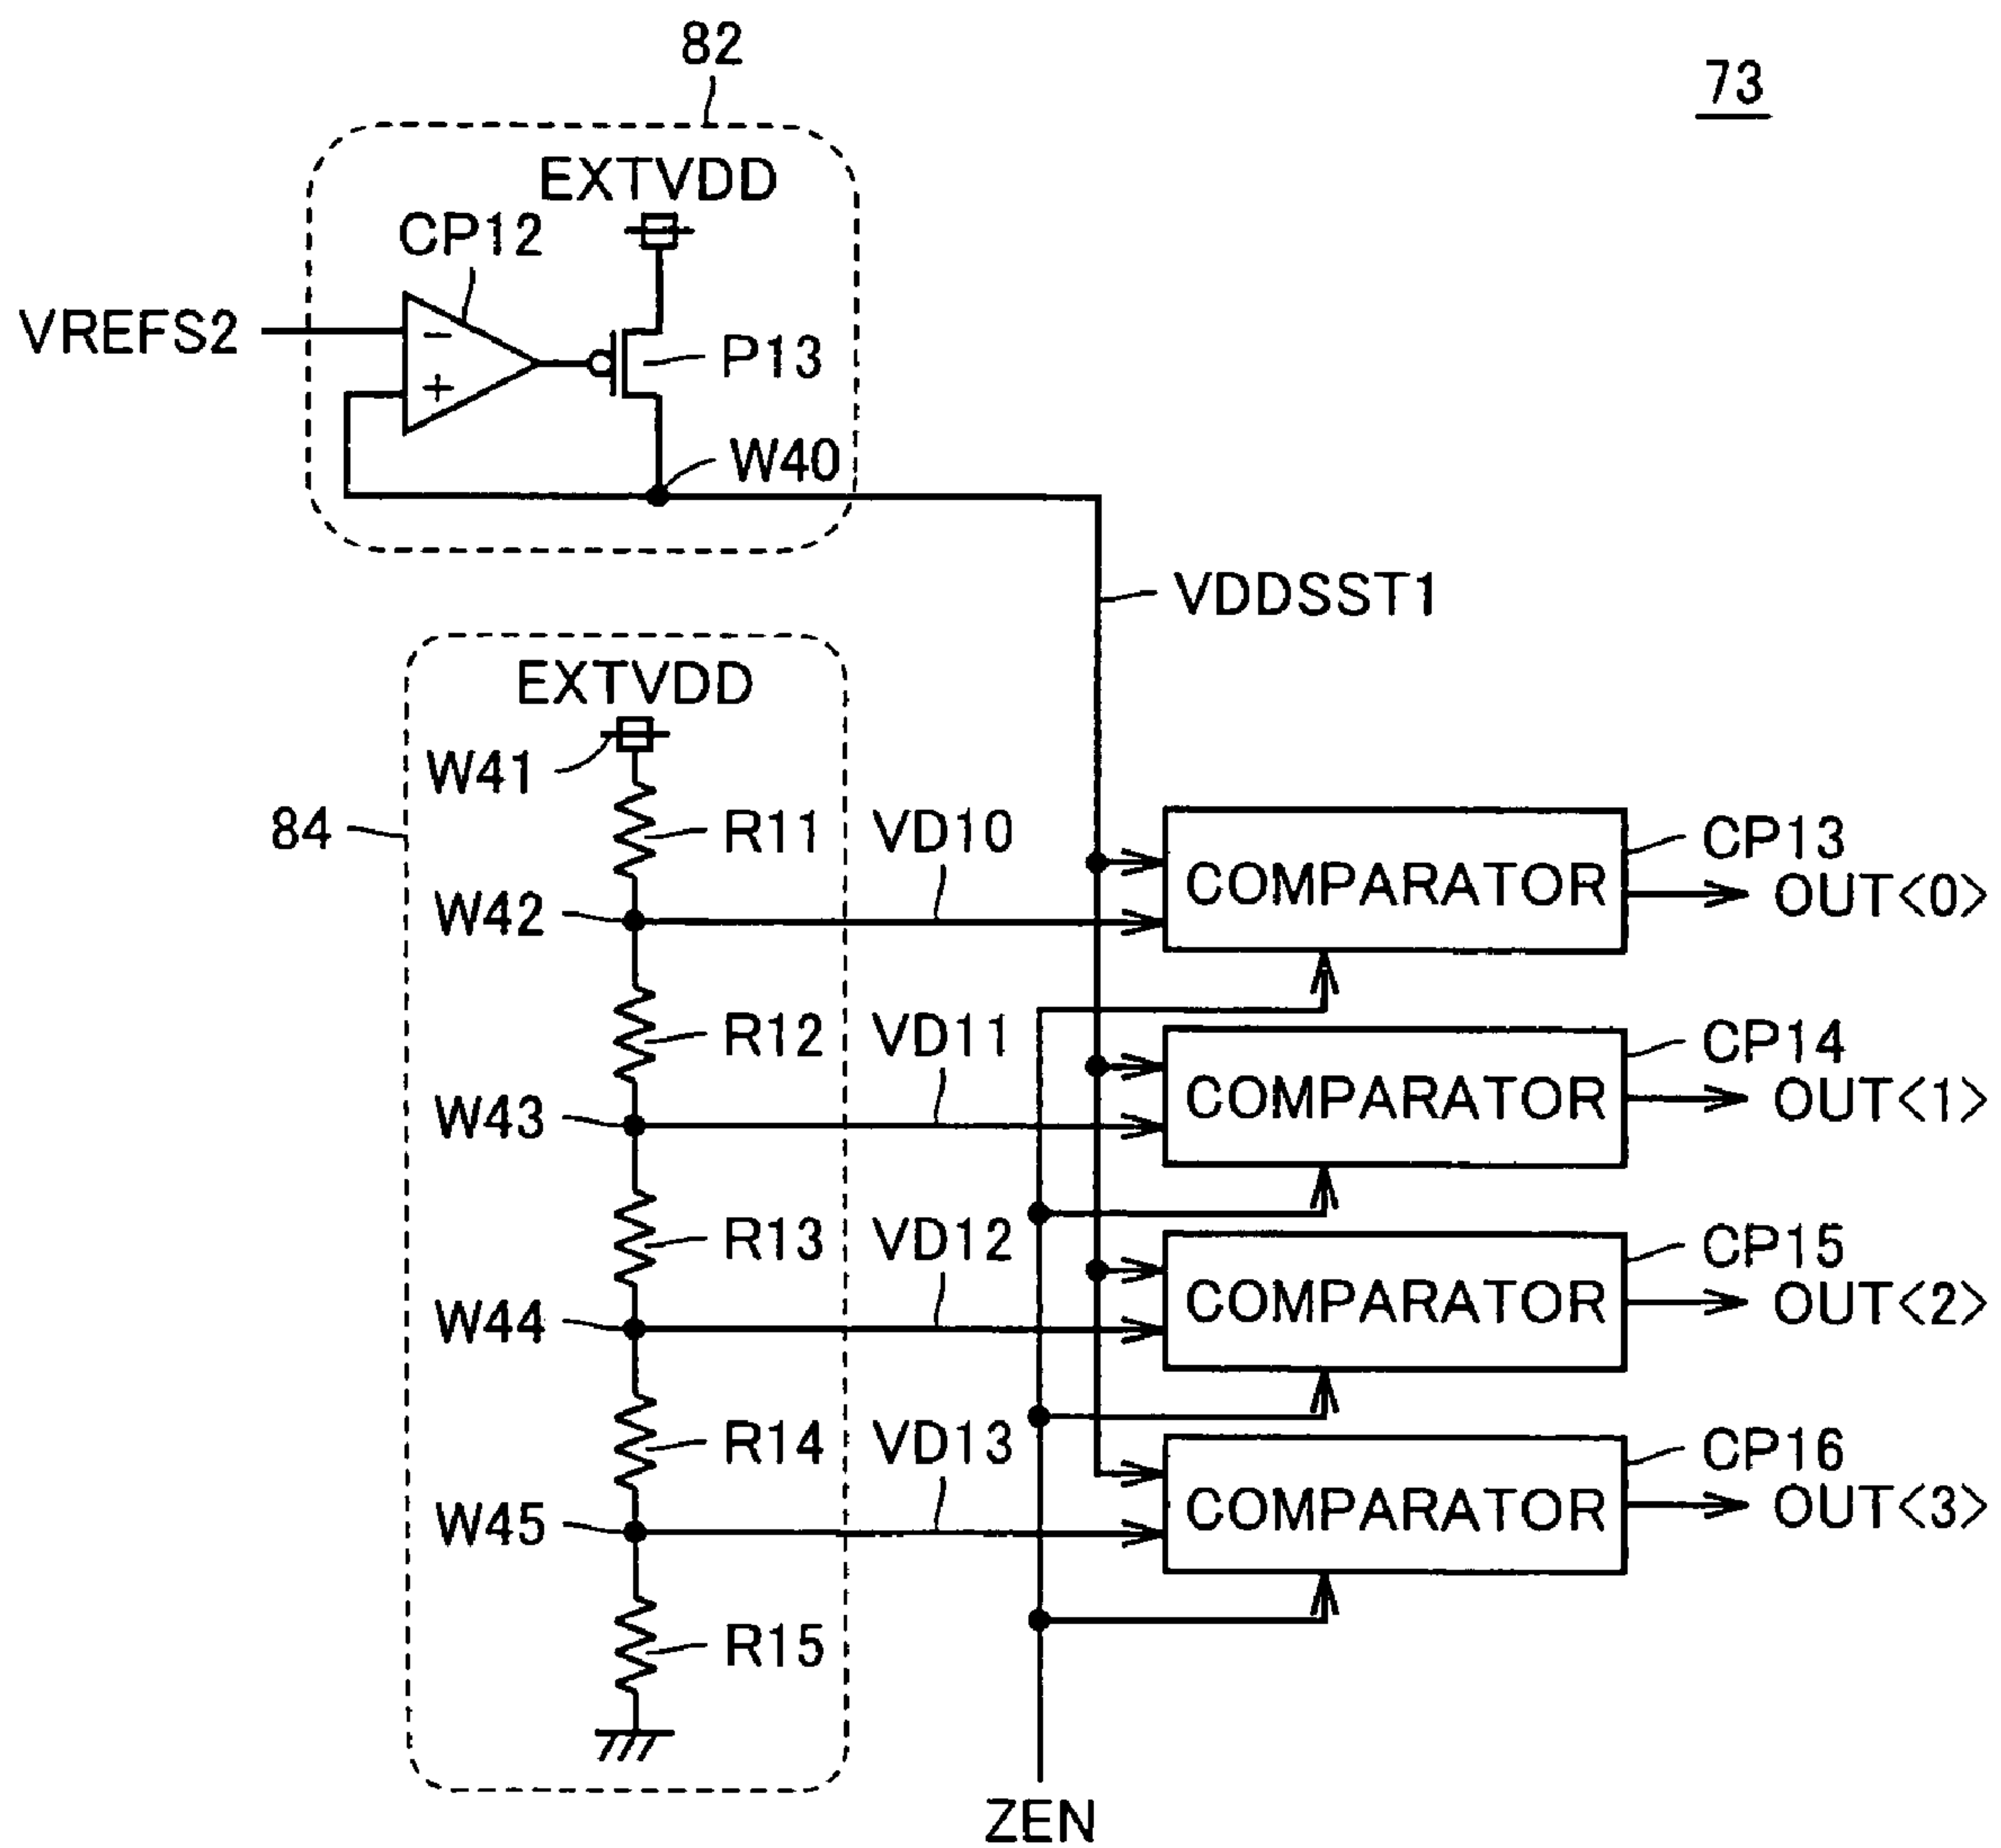 82
73
EXTVDD
CP12
VREFS2
−
+
P13
W40
VDDSST1
EXTVDD
W41
84
R11
VD10
COMPARATOR
CP13
OUT<0>
W42
R12
VD11
COMPARATOR
CP14
OUT<1>
W43
R13
VD12
COMPARATOR
CP15
OUT<2>
W44
R14
VD13
COMPARATOR
CP16
OUT<3>
W45
R15
ZEN